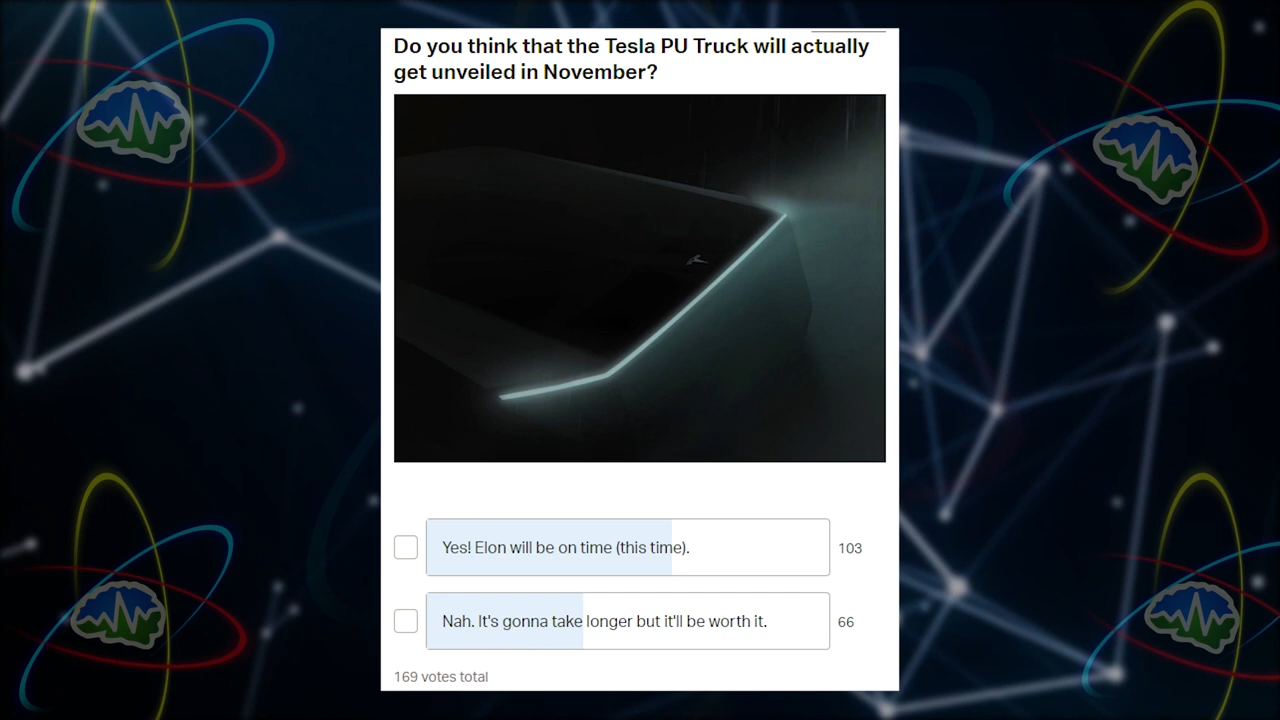 Do you think that the Tesla PU Truck will actually
get unveiled in November?
Yes! Elon will be on time (this time).
103
Nah. It's gonna take longer but it'll be worth it.
66
169 votes total